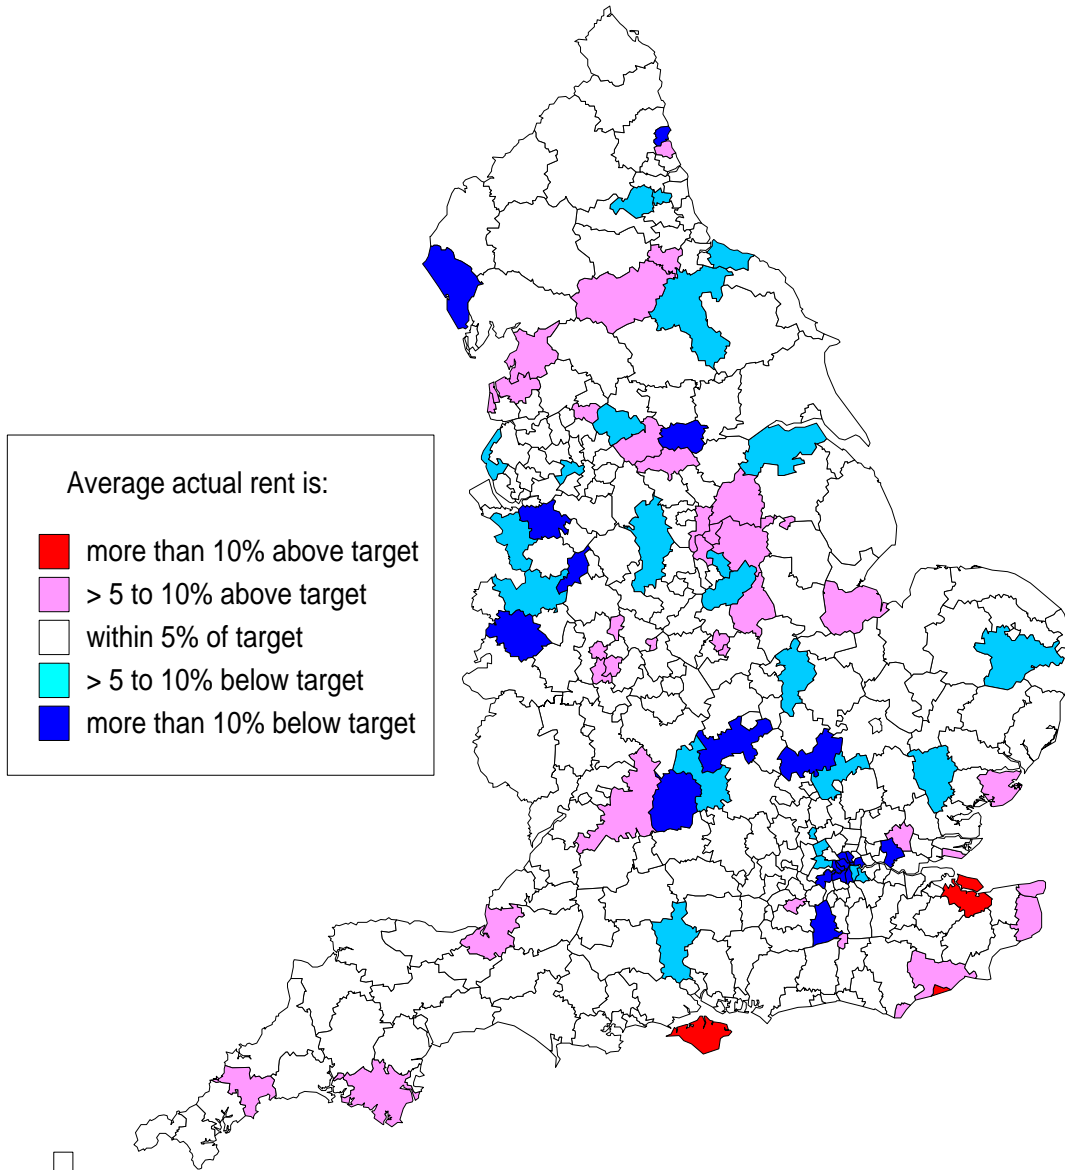 Average actual rent is:
more than 10% above target
> 5 to 10% above target
within 5% of target
> 5 to 10% below target
more than 10% below target